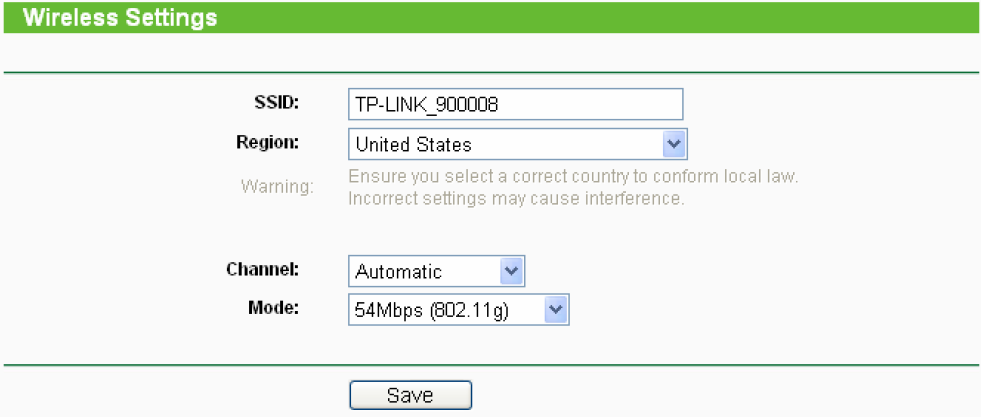 Wireless Settings
SSID: TP-LINK_900008
Region: United States
Warning: Ensure you select a correct country to conform local law.
Incorrect settings may cause interference.
Channel: Automatic
Mode: 54Mbps (802.11g)
Save